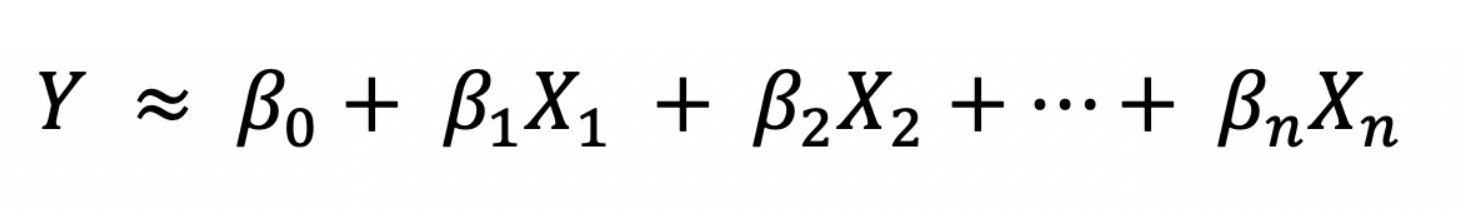 Y ≈ β₀ + β₁X₁ + β₂X₂ + ⋯ + βₙXₙ